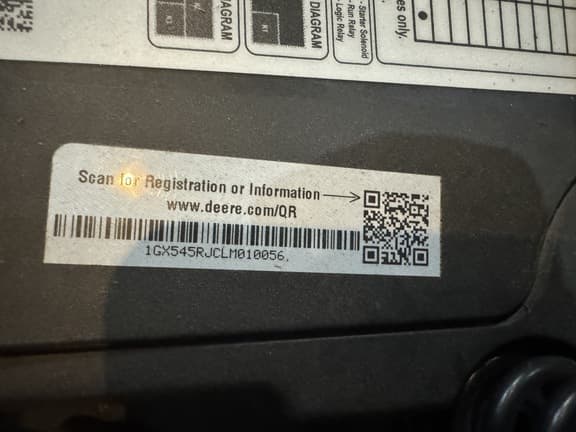 DIAGRAM
K1
DIAGRAM
-Starter Solenoid
-Run Relay
-Logic Relay
es only.
Scan for Registration or Information
www.deere.com/QR
1GX545RJCLM010056.